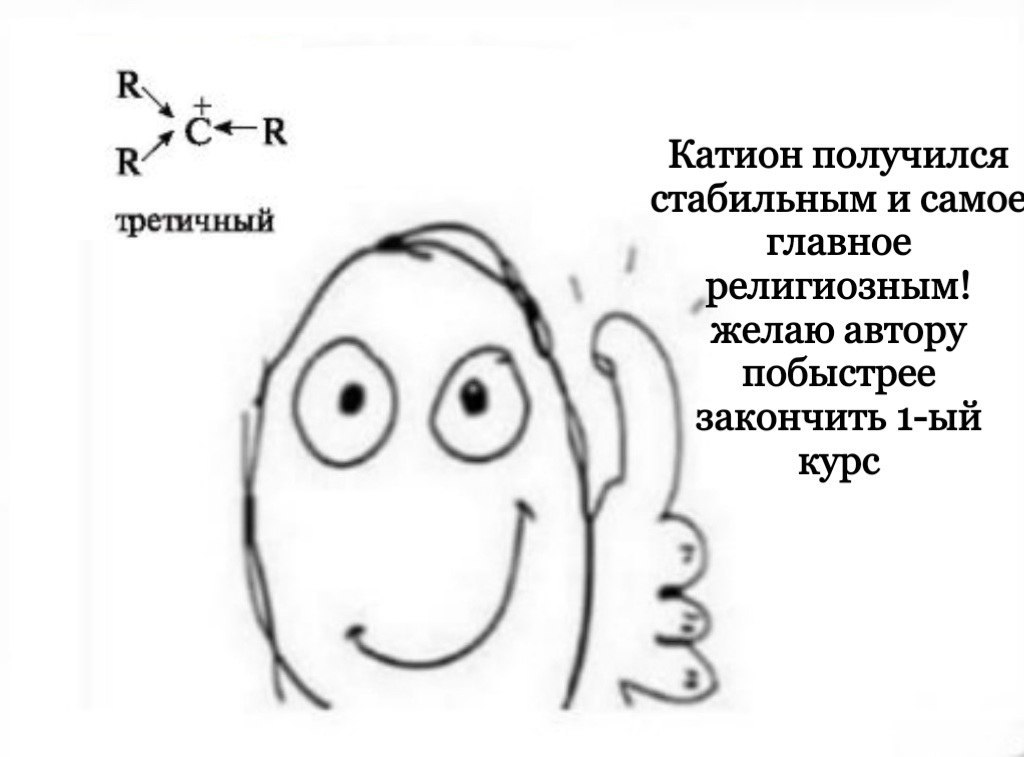 R
+
C
R
R
третичный
Катион получился
стабильным и самое
главное
религиозным!
желаю автору
побыстрее
закончить 1-ый
курс